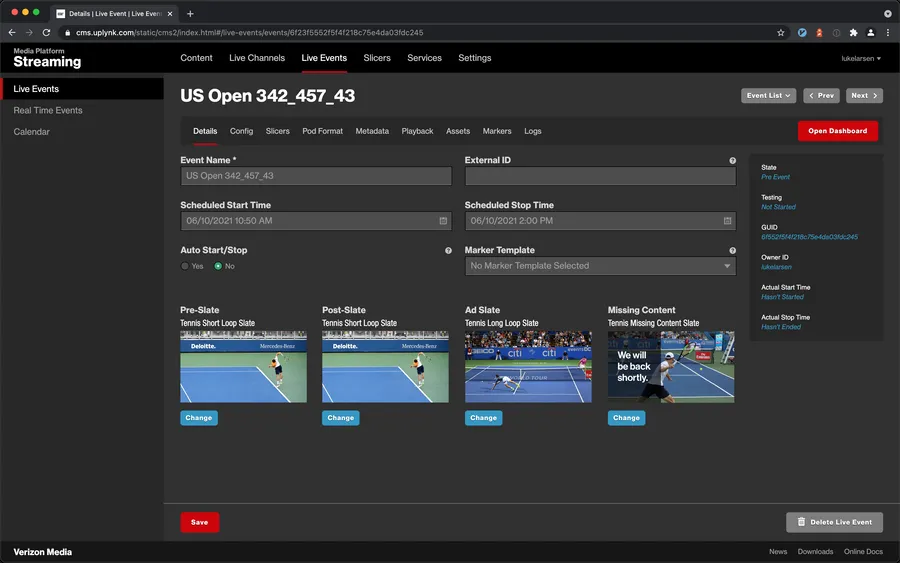 Details | Live Event | Live Even
cms.uplynk.com/static/cms2/index.html#/live-events/events/6f23f5552f5f4f218c75e4da03fdc245
Media Platform
Streaming
Content
Live Channels
Live Events
Slicers
Services
Settings
lukelarsen
Live Events
Real Time Events
Calendar
US Open 342_457_43
Event List
Prev
Next
Details
Config
Slicers
Pod Format
Metadata
Playback
Assets
Markers
Logs
Open Dashboard
Event Name *
US Open 342_457_43
External ID
Scheduled Start Time
06/10/2021 10:50 AM
Scheduled Stop Time
06/10/2021 2:00 PM
Auto Start/Stop
Yes
No
Marker Template
No Marker Template Selected
State
Pre Event
Testing
Not Started
GUID
6f552f5f4f218c75e4da03fdc245
Owner ID
lukelarsen
Actual Start Time
Hasn't Started
Actual Stop Time
Hasn't Ended
Pre-Slate
Tennis Short Loop Slate
Deloitte.
Mercedes-Benz
Change
Post-Slate
Tennis Short Loop Slate
Deloitte.
Mercedes-Benz
Change
Ad Slate
Tennis Long Loop Slate
GEICO
citi
citi
WORLD TOUR
Change
Missing Content
Tennis Missing Content Slate
We will
be back
shortly.
Change
Save
Delete Live Event
Verizon Media
News
Downloads
Online Docs